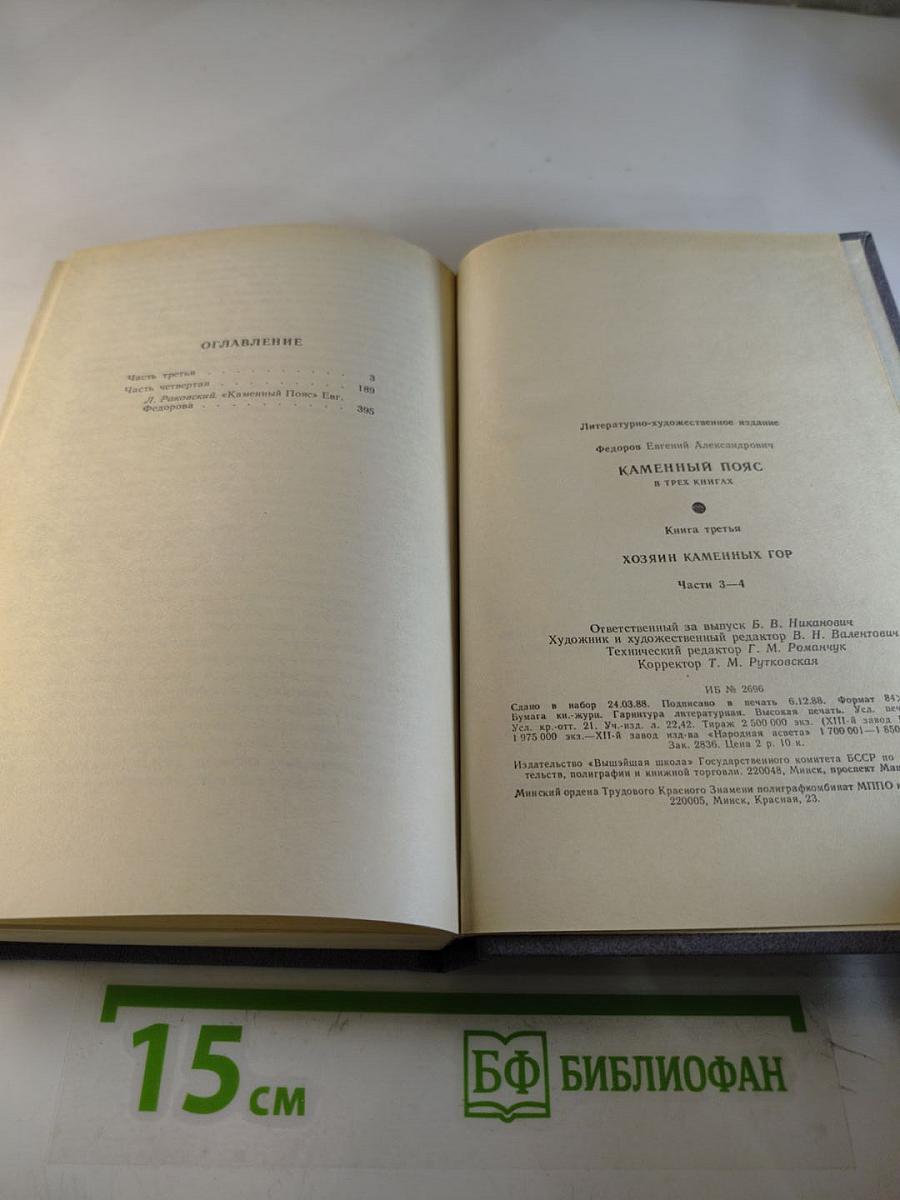 ОГЛАВЛЕНИЕ
Часть третья . . . . . . . . . . 3
Часть четвертая . . . . . . . . . 189
Л. Раковский. «Каменный Пояс» Евг.
Федорова . . . . . . . . . . 395
Литературно-художественное издание
Федоров Евгений Александрович
КАМЕННЫЙ ПОЯС
В ТРЕХ КНИГАХ
Книга третья
ХОЗЯИН КАМЕННЫХ ГОР
Части 3—4
Ответственный за выпуск Б. В. Никанович
Художник и художественный редактор В. Н. Валентович
Технический редактор Г. М. Романчук
Корректор Т. М. Рутковская
ИБ № 2696
Сдано в набор 24.03.88. Подписано в печать 6.12.88. Формат 84
Бумага кн.-журн. Гарнитура литературная. Высокая печать. Усл. печ
Усл. кр.-отт. 21. Уч.-изд. л. 22,42. Тираж 2 500 000 экз. (XIII-й завод
1 975 000 экз.—XII-й завод изд-ва «Народная асвета» 1 700 001—1 850
Зак. 2836. Цена 2 р. 10 к.
Издательство «Вышэйшая школа» Государственного комитета БССР по
тельств, полиграфии и книжной торговли. 220048, Минск, проспект Маш
Минский ордена Трудового Красного Знамени полиграфкомбинат МППО
220005, Минск, Красная, 23.
15 см
БФ БИБЛИОФАН